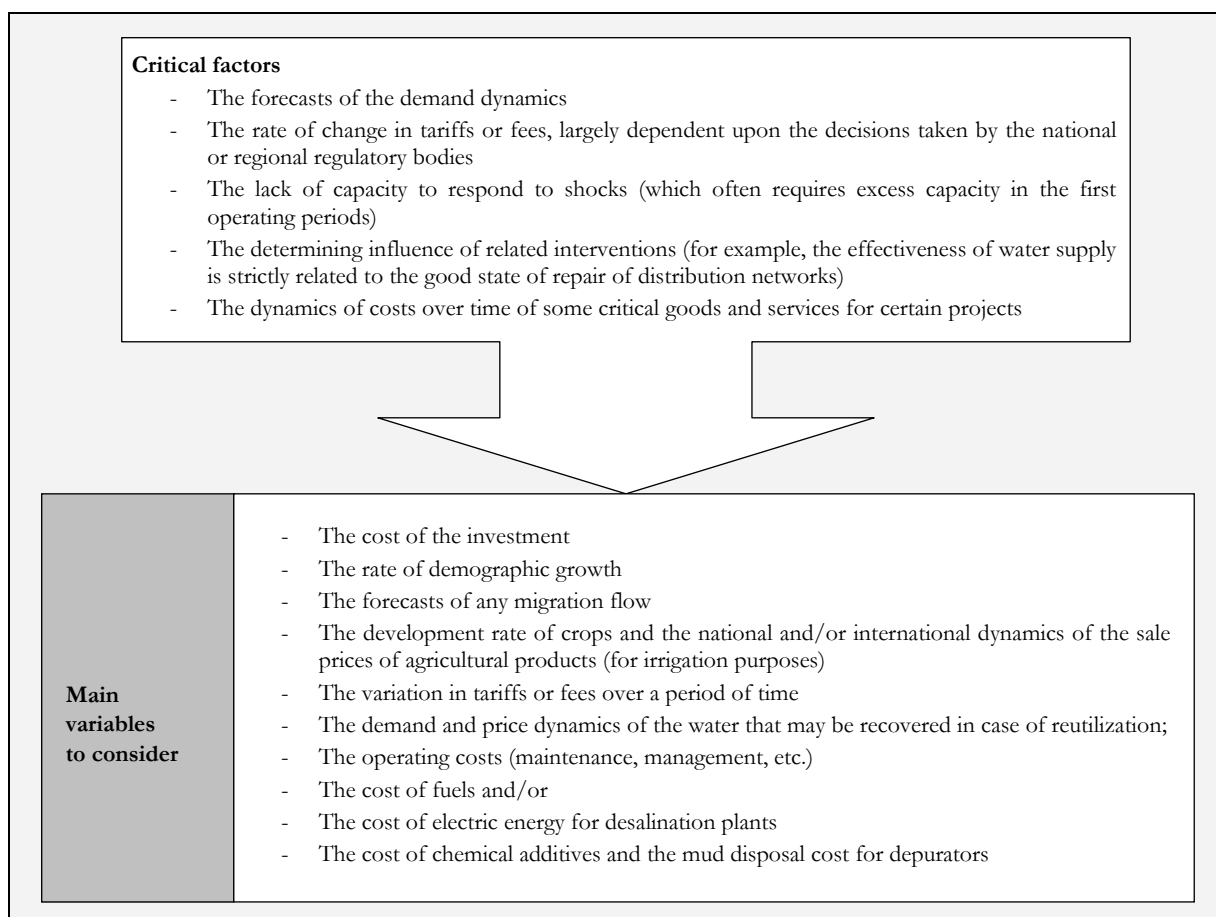 Critical factors
- The forecasts of the demand dynamics
- The rate of change in tariffs or fees, largely dependent upon the decisions taken by the national
or regional regulatory bodies
- The lack of capacity to respond to shocks (which often requires excess capacity in the first
operating periods)
- The determining influence of related interventions (for example, the effectiveness of water supply
is strictly related to the good state of repair of distribution networks)
- The dynamics of costs over time of some critical goods and services for certain projects
Main
variables
to consider
- The cost of the investment
- The rate of demographic growth
- The forecasts of any migration flow
- The development rate of crops and the national and/or international dynamics of the sale
prices of agricultural products (for irrigation purposes)
- The variation in tariffs or fees over a period of time
- The demand and price dynamics of the water that may be recovered in case of reutilization;
- The operating costs (maintenance, management, etc.)
- The cost of fuels and/or
- The cost of electric energy for desalination plants
- The cost of chemical additives and the mud disposal cost for depurators